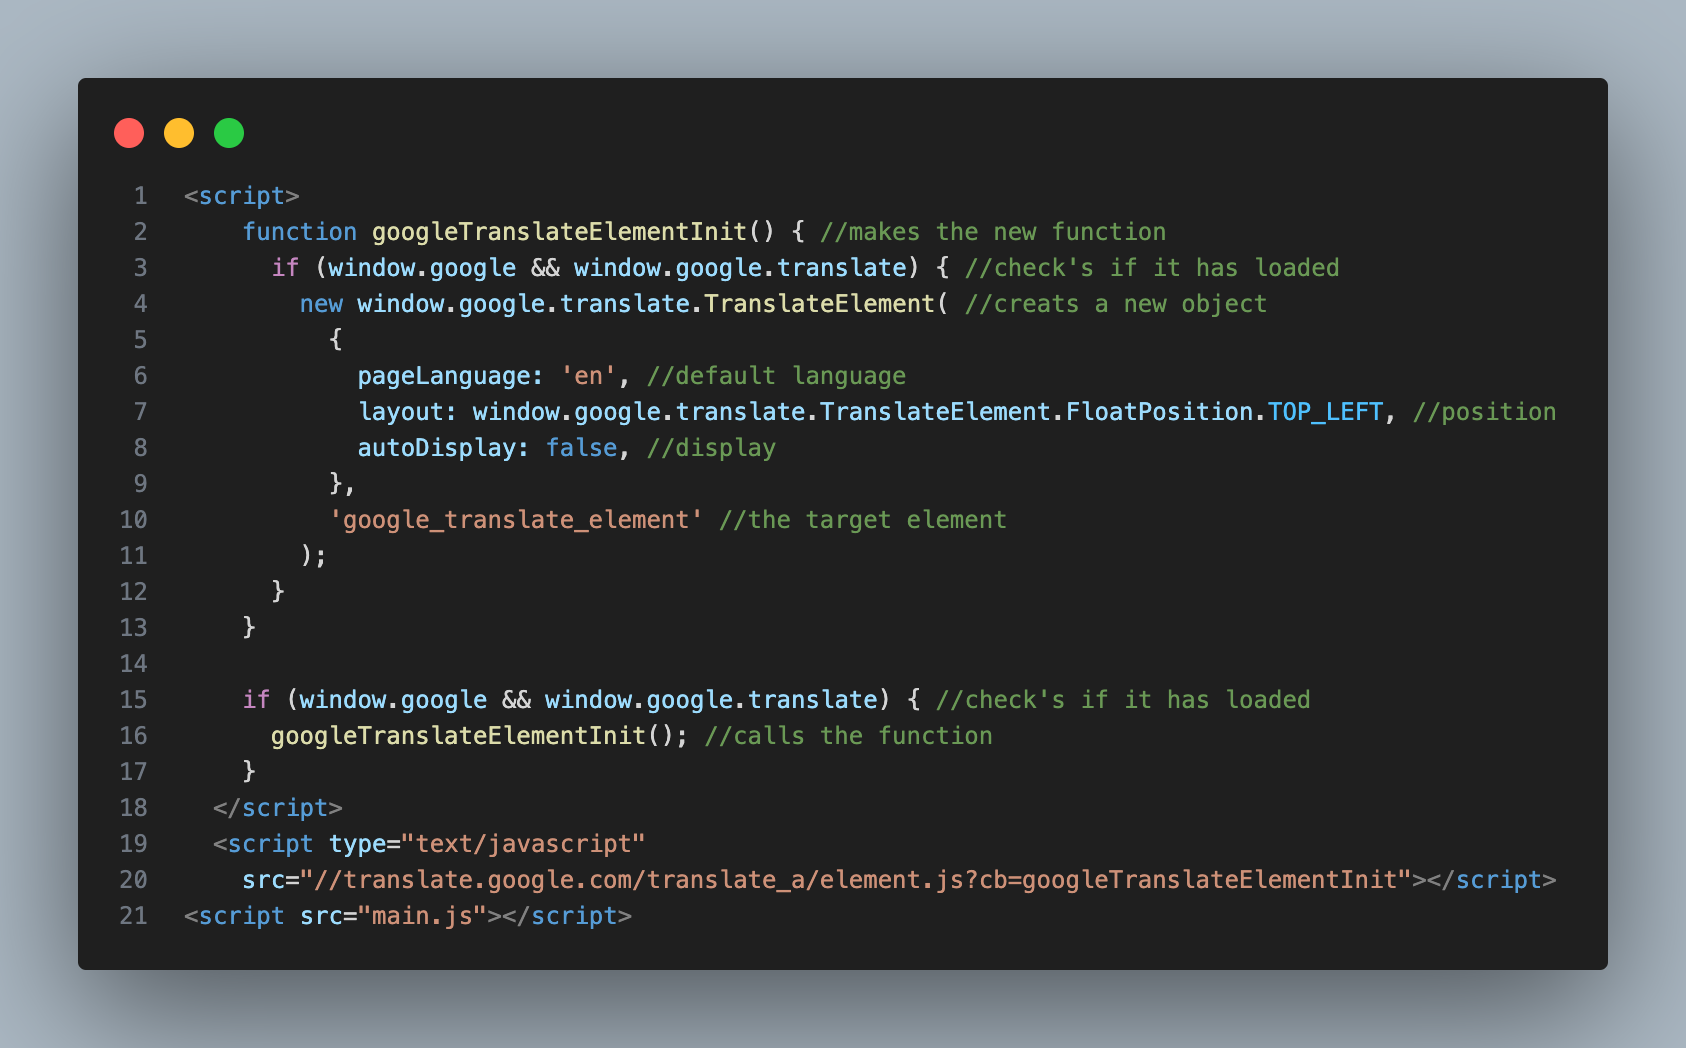 1 <script>
2 function googleTranslateElementInit() { //makes the new function
3 if (window.google && window.google.translate) { //check's if it has loaded
4 new window.google.translate.TranslateElement( //creats a new object
5 {
6 pageLanguage: 'en', //default language
7 layout: window.google.translate.TranslateElement.FloatPosition.TOP_LEFT, //position
8 autoDisplay: false, //display
9 },
10 'google_translate_element' //the target element
11 );
12 }
13 }
14
15 if (window.google && window.google.translate) { //check's if it has loaded
16 googleTranslateElementInit(); //calls the function
17 }
18 </script>
19 <script type="text/javascript"
20 src="//translate.google.com/translate_a/element.js?cb=googleTranslateElementInit"></script>
21 <script src="main.js"></script>